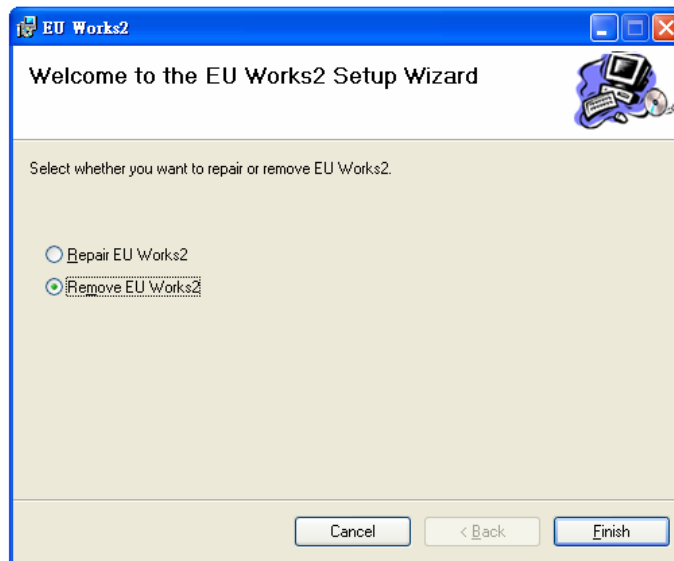 EU Works2
Welcome to the EU Works2 Setup Wizard
Select whether you want to repair or remove EU Works2.
Repair EU Works2
Remove EU Works2
Cancel
< Back
Finish